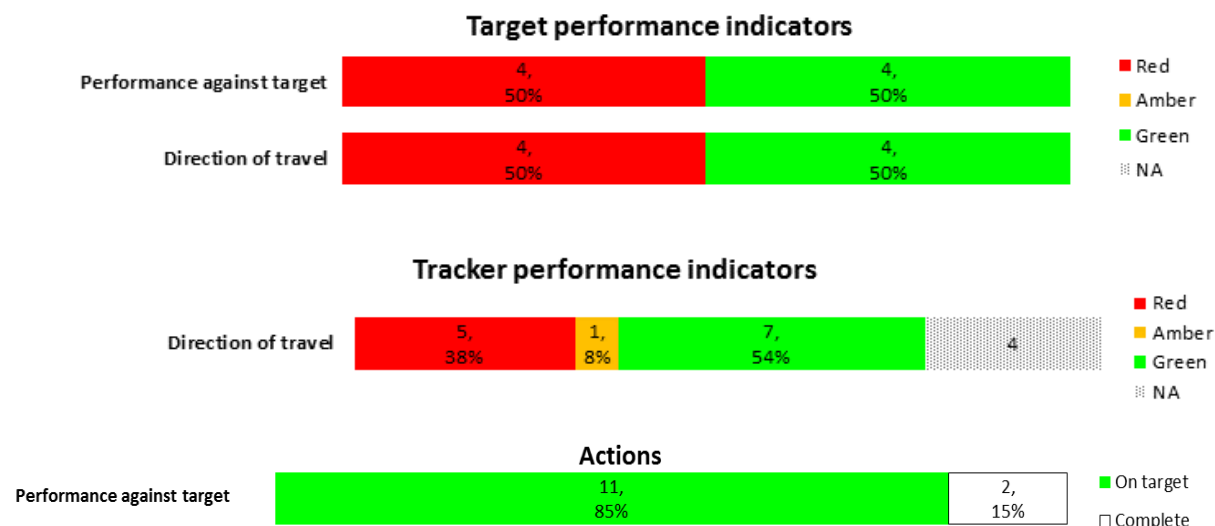 Target performance indicators
Performance against target
4,
50%
4,
50%
Direction of travel
4,
50%
4,
50%
Red
Amber
Green
NA
Tracker performance indicators
Direction of travel
5,
38%
1,
8%
7,
54%
4
Red
Amber
Green
NA
Actions
Performance against target
11,
85%
2,
15%
On target
Complete